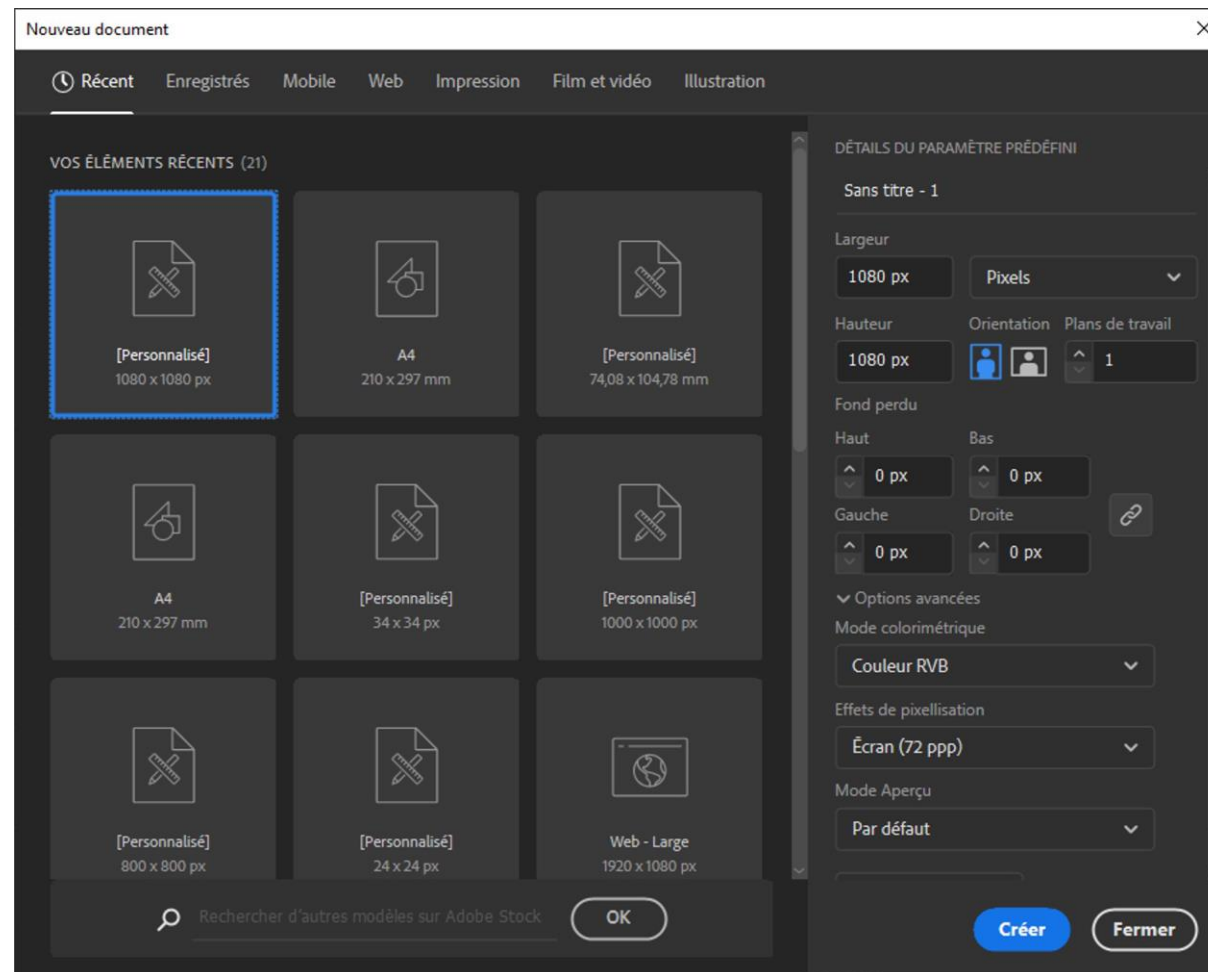 Nouveau document
Récent Enregistrés Mobile Web Impression Film et vidéo Illustration
VOS ÉLÉMENTS RÉCENTS (21)
[Personnalisé]
1080 x 1080 px
A4
210 x 297 mm
[Personnalisé]
74,08 x 104,78 mm
A4
210 x 297 mm
[Personnalisé]
34 x 34 px
[Personnalisé]
1000 x 1000 px
[Personnalisé]
800 x 800 px
[Personnalisé]
24 x 24 px
Web - Large
1920 x 1080 px
Rechercher d'autres modèles sur Adobe Stock
OK
DÉTAILS DU PARAMÈTRE PRÉDÉFINI
Sans titre - 1
Largeur
1080 px Pixels
Hauteur Orientation Plans de travail
1080 px 1
Fond perdu
Haut Bas
0 px 0 px
Gauche Droite
0 px 0 px
Options avancées
Mode colorimétrique
Couleur RVB
Effets de pixellisation
Écran (72 ppp)
Mode Aperçu
Par défaut
Créer Fermer